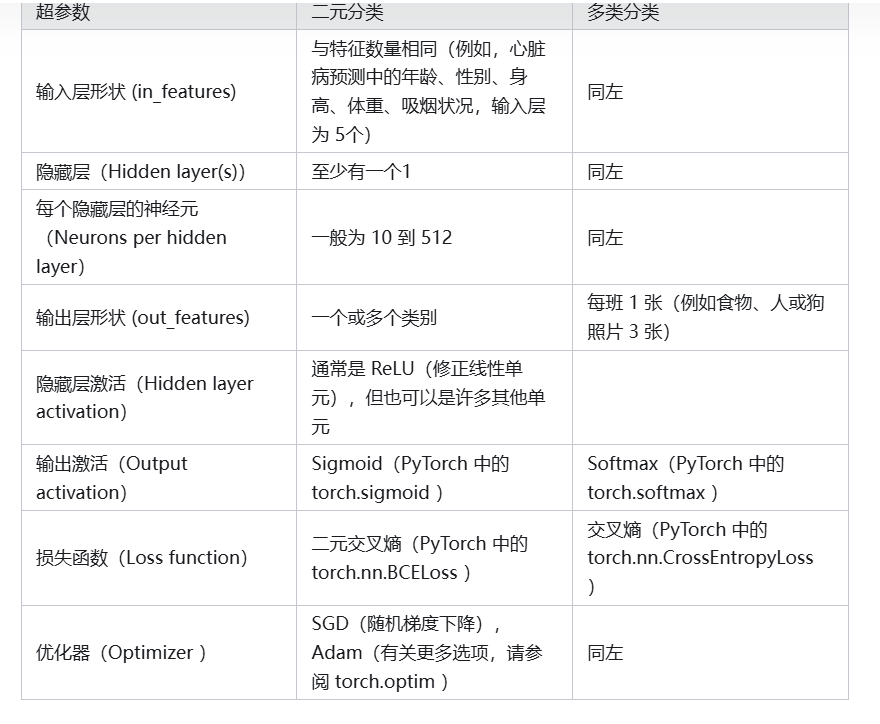 超参数
二元分类
多类分类
输入层形状 (in_features)
与特征数量相同（例如，心脏
病预测中的年龄、性别、身
高、体重、吸烟状况，输入层
为 5个）
同左
隐藏层（Hidden layer(s)）
至少有一个1
同左
每个隐藏层的神经元
（Neurons per hidden
layer）
一般为 10 到 512
同左
输出层形状 (out_features)
一个或多个类别
每班 1 张（例如食物、人或狗
照片 3 张）
隐藏层激活（Hidden layer
activation）
通常是 ReLU（修正线性单
元），但也可以是许多其他单
元
输出激活（Output
activation）
Sigmoid（PyTorch 中的
torch.sigmoid ）
Softmax（PyTorch 中的
torch.softmax ）
损失函数（Loss function）
二元交叉熵（PyTorch 中的
torch.nn.BCELoss ）
交叉熵（PyTorch 中的
torch.nn.CrossEntropyLoss
）
优化器（Optimizer ）
SGD（随机梯度下降），
Adam（有关更多选项，请参
阅 torch.optim ）
同左